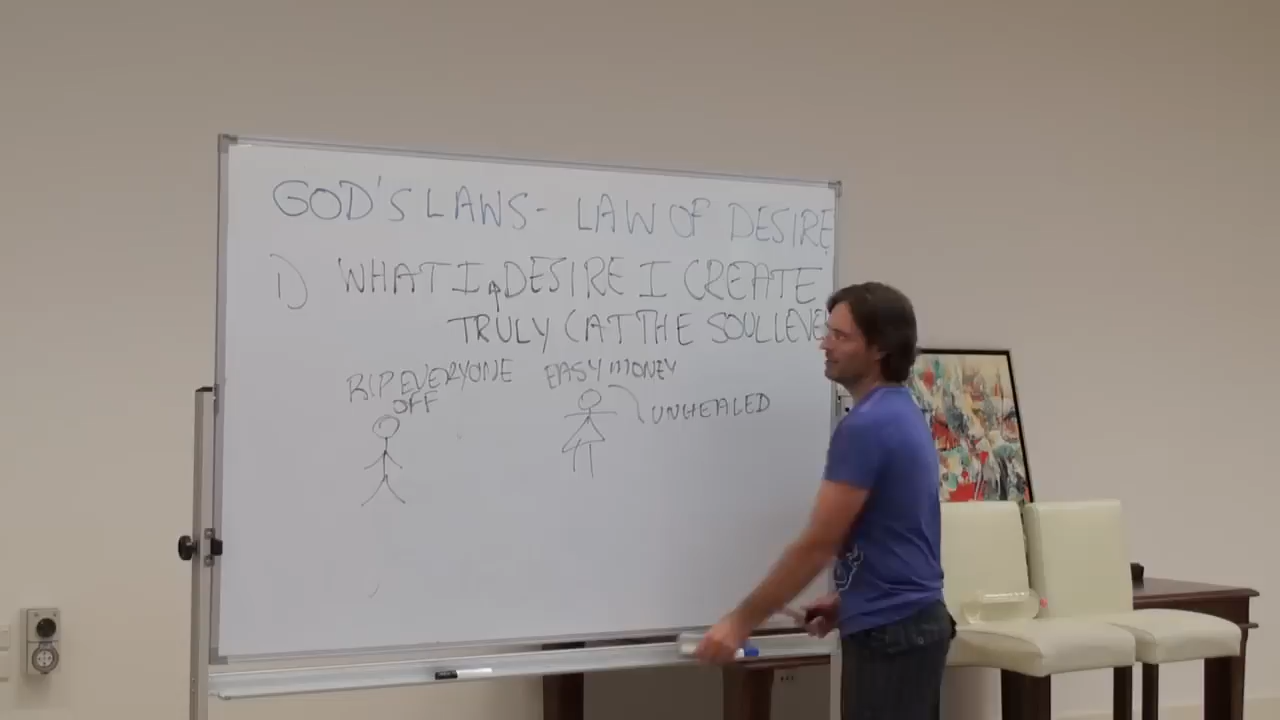 GOD'S LAWS - LAW OF DESIRE
1) WHAT I DESIRE I CREATE
TRULY (AT THE SOUL LEVEL
RIP EVERYONE
OFF
EASY MONEY
UNHEALED